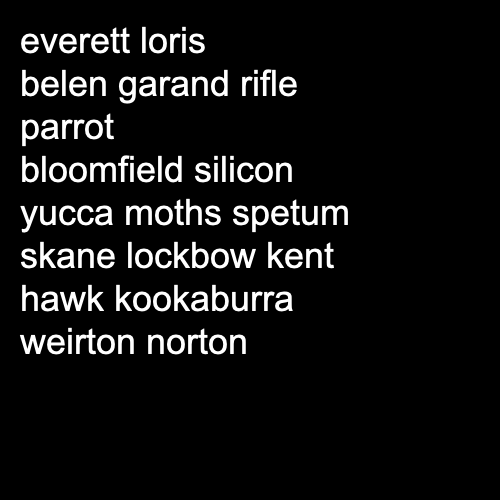 everett loris
belen garand rifle
parrot
bloomfield silicon
yucca moths spetum
skane lockbow kent
hawk kookaburra
weirton norton